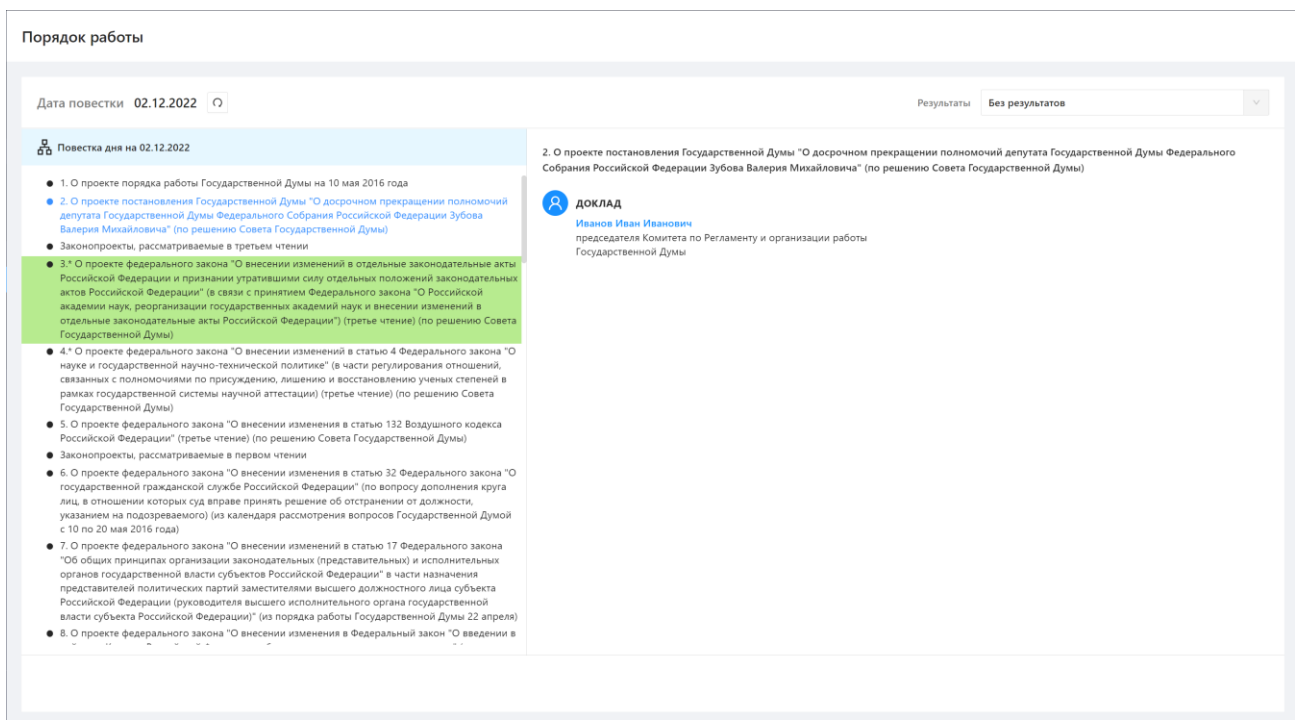 Порядок работы
Дата повестки 02.12.2022
Результаты Без результатов
Повестка дня на 02.12.2022
1. О проекте порядка работы Государственной Думы на 10 мая 2016 года
2. О проекте постановления Государственной Думы "О досрочном прекращении полномочий
депутата Государственной Думы Федерального Собрания Российской Федерации Зубова
Валерия Михайловича" (по решению Совета Государственной Думы)
Законопроекты, рассматриваемые в третьем чтении
3.* О проекте федерального закона "О внесении изменений в отдельные законодательные акты
Российской Федерации и признании утратившими силу отдельных положений законодательных
актов Российской Федерации" (в связи с принятием Федерального закона "О Российской
академии наук, реорганизации государственных академий наук и внесении изменений в
отдельные законодательные акты Российской Федерации") (третье чтение) (по решению Совета
Государственной Думы)
4.* О проекте федерального закона "О внесении изменений в статью 4 Федерального закона "О
науке и государственной научно-технической политике" (в части регулирования отношений,
связанных с полномочиями по присуждению, лишению и восстановлению ученых степеней в
рамках государственной системы научной аттестации) (третье чтение) (по решению Совета
Государственной Думы)
5. О проекте федерального закона "О внесении изменения в статью 132 Воздушного кодекса
Российской Федерации" (третье чтение) (по решению Совета Государственной Думы)
Законопроекты, рассматриваемые в первом чтении
6. О проекте федерального закона "О внесении изменения в статью 32 Федерального закона "О
государственной гражданской службе Российской Федерации" (по вопросу дополнения круга
лиц, в отношении которых суд вправе принять решение об отстранении от должности,
указанием на подозреваемого) (из календаря рассмотрения вопросов Государственной Думой
с 10 по 20 мая 2016 года)
7. О проекте федерального закона "О внесении изменений в статью 17 Федерального закона
"Об общих принципах организации законодательных (представительных) и исполнительных
органов государственной власти субъектов Российской Федерации" в части назначения
представителей политических партий заместителями высшего должностного лица субъекта
Российской Федерации (руководителя высшего исполнительного органа государственной
власти субъекта Российской Федерации)" (из порядка работы Государственной Думы 22 апреля)
8. О проекте федерального закона "О внесении изменения в Федеральный закон "О введении в
2. О проекте постановления Государственной Думы "О досрочном прекращении полномочий депутата Государственной Думы Федерального
Собрания Российской Федерации Зубова Валерия Михайловича" (по решению Совета Государственной Думы)
ДОКЛАД
Иванов Иван Иванович
председателя Комитета по Регламенту и организации работы
Государственной Думы